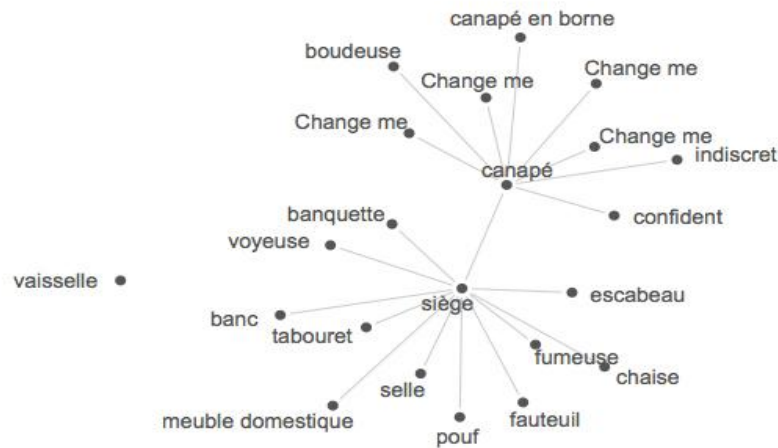 canapé en borne
boudeuse
Change me
Change me
Change me
Change me
indiscret
canapé
confident
banquette
voyeuse
vaisselle
siège
escabeau
banc
tabouret
fumeuse
chaise
selle
meuble domestique
fauteuil
pouf